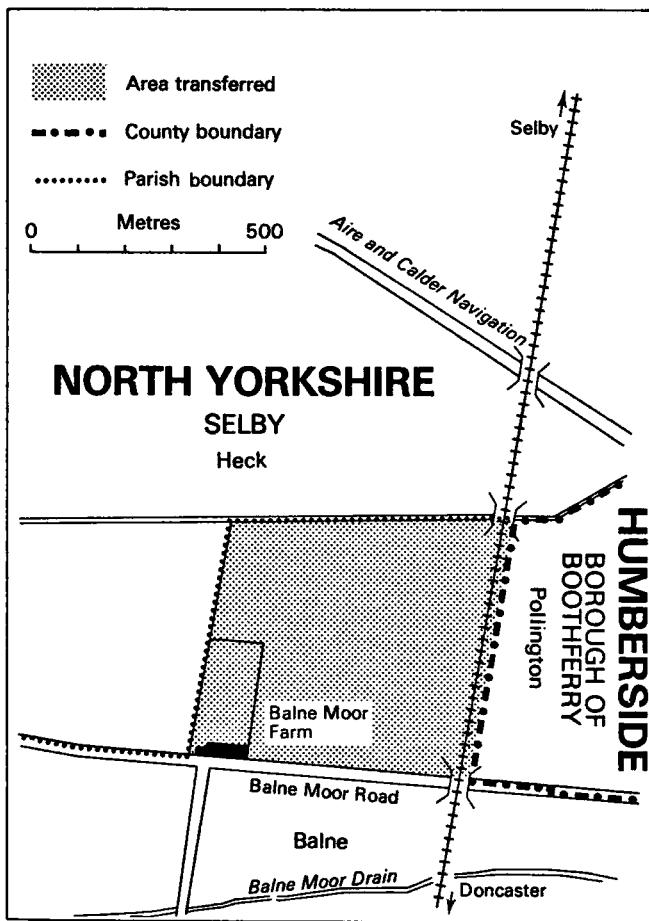 Area transferred
County boundary
Parish boundary
Metres
0 500
Selby
Aire and Calder Navigation
NORTH YORKSHIRE
SELBY
Heck
HUMBERSIDE
BOROUGH OF
BOOTHFERRY
Pollington
Balne Moor
Farm
Balne Moor Road
Balne
Balne Moor Drain
Doncaster